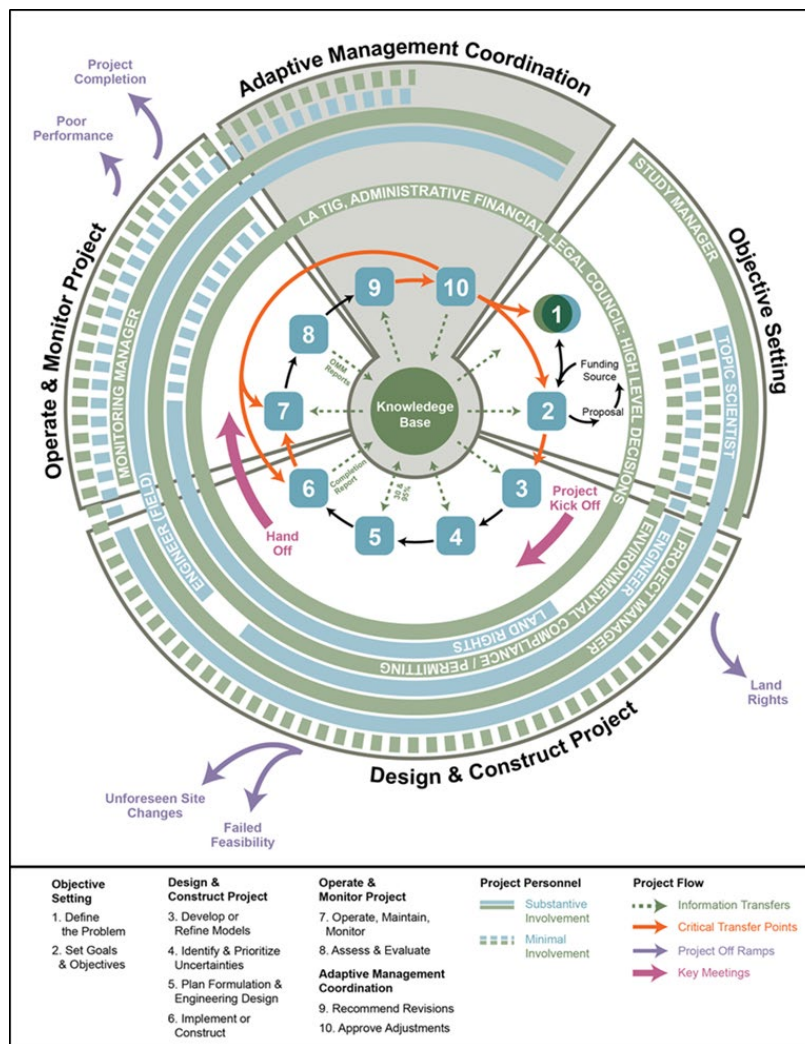 Adaptive Management Coordination
Project
Completion
Poor
Performance
Operate & Monitor Project
Objective Setting
Design & Construct Project
STUDY MANAGER
TOPIC SCIENTIST
MONITORING MANAGER
LA TIG, ADMINISTRATIVE FINANCIAL, LEGAL COUNCIL: HIGH LEVEL DECISIONS
ENGINEER (FIELD)
PROJECT MANAGER
ENGINEER
ENVIRONMENTAL COMPLIANCE / PERMITTING
LAND RIGHTS
9
10
1
8
Funding
Source
OMM
Reports
7
Knowledege
Base
2
Proposal
6
Completion
Report
30 &
95%
3
5
4
Project
Kick Off
Hand
Off
Land
Rights
Unforeseen Site
Changes
Failed
Feasibility
Objective
Setting
1. Define
the Problem
2. Set Goals
& Objectives
Design &
Construct Project
3. Develop or
Refine Models
4. Identify & Prioritize
Uncertainties
5. Plan Formulation &
Engineering Design
6. Implement or
Construct
Operate &
Monitor Project
7. Operate, Maintain,
Monitor
8. Assess & Evaluate
Adaptive Management
Coordination
9. Recommend Revisions
10. Approve Adjustments
Project Personnel
Substantive
Involvement
Minimal
Involvement
Project Flow
Information Transfers
Critical Transfer Points
Project Off Ramps
Key Meetings